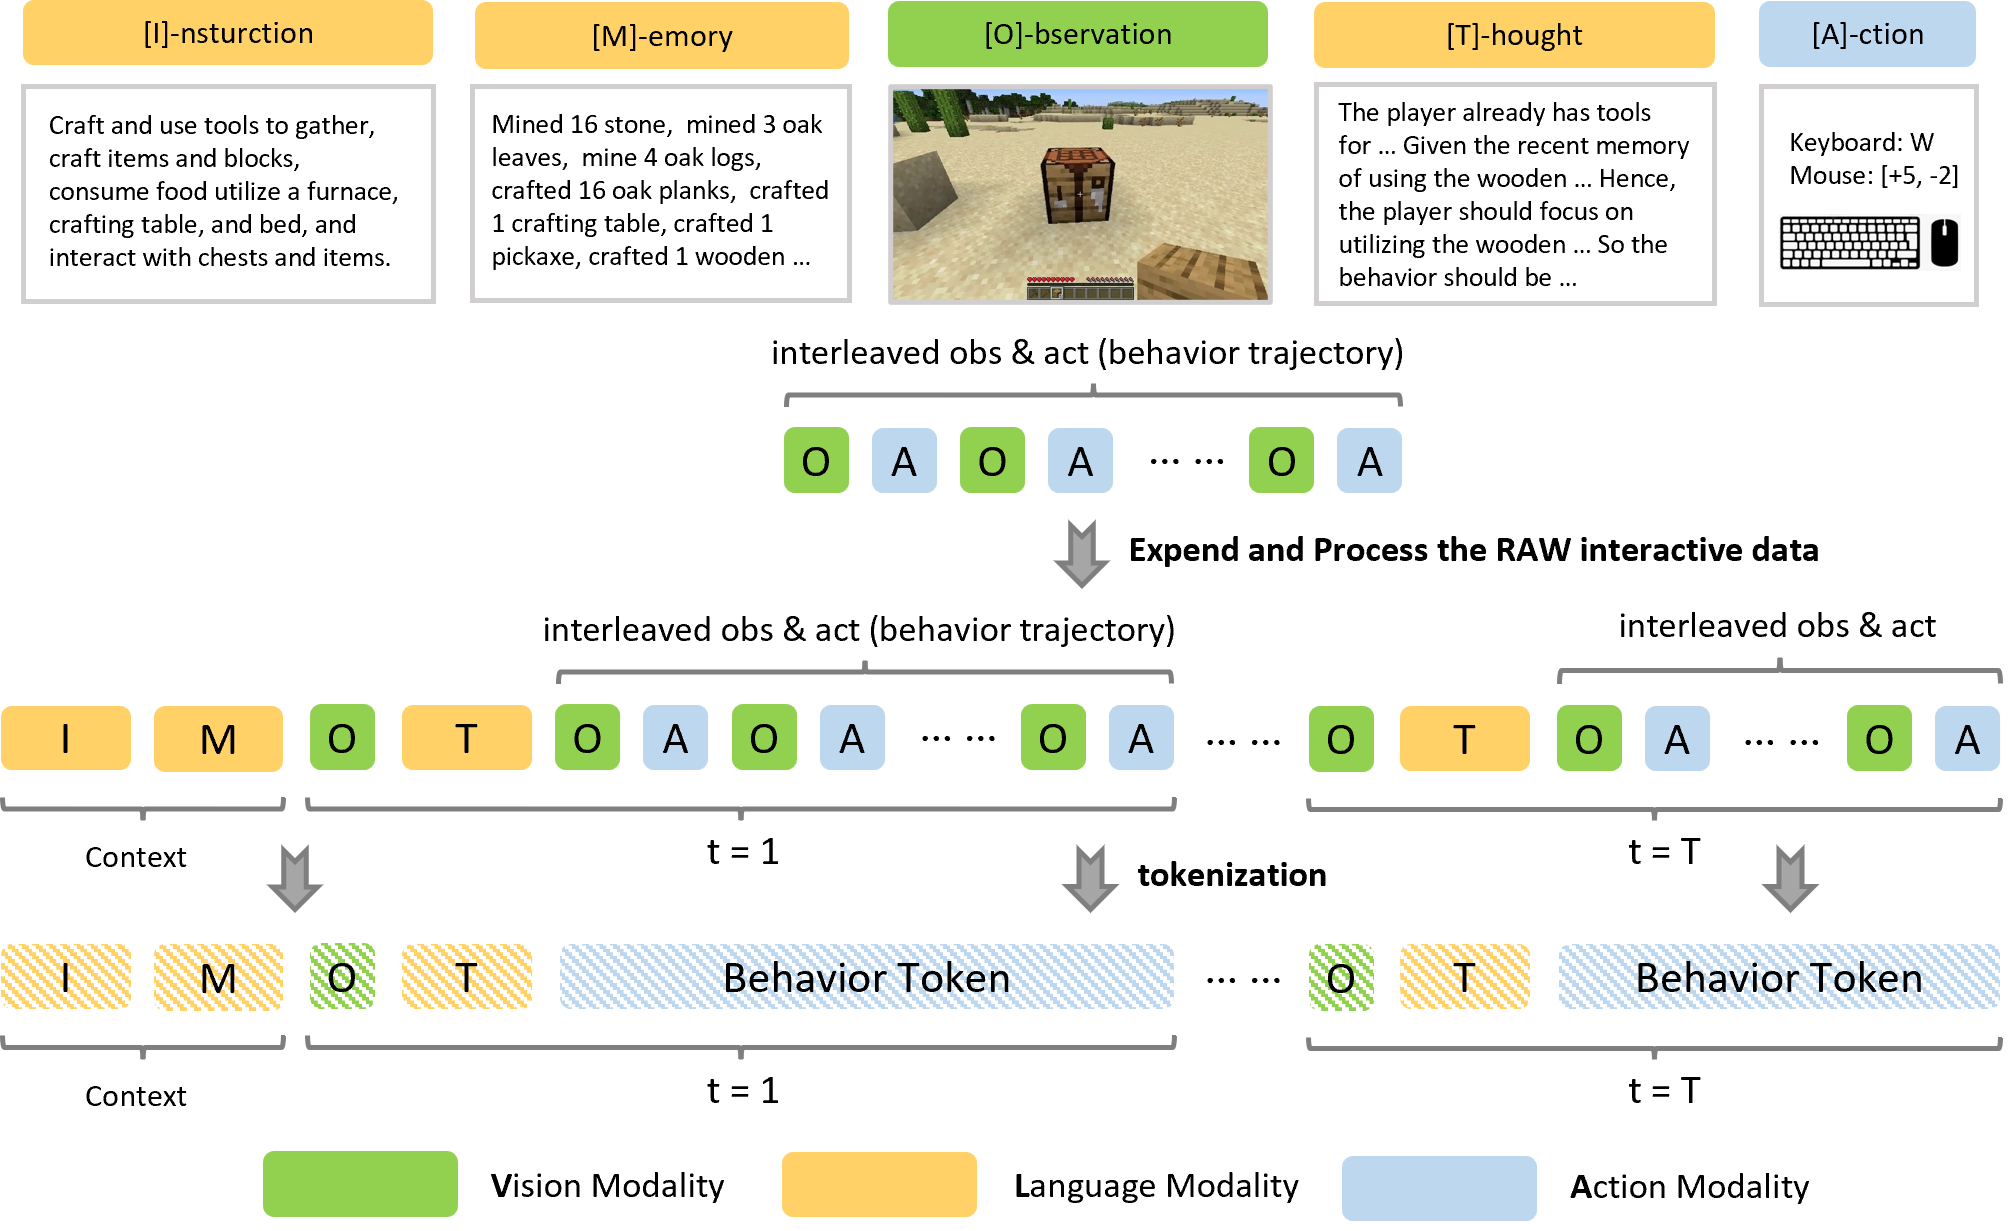 [I]-nsturction
[M]-emory
[O]-bservation
[T]-hought
[A]-ction
Craft and use tools to gather,
craft items and blocks,
consume food utilize a furnace,
crafting table, and bed, and
interact with chests and items.
Mined 16 stone, mined 3 oak
leaves, mine 4 oak logs,
crafted 16 oak planks, crafted
1 crafting table, crafted 1
pickaxe, crafted 1 wooden ...
The player already has tools
for ... Given the recent memory
of using the wooden ... Hence,
the player should focus on
utilizing the wooden ... So the
behavior should be ...
Keyboard: W
Mouse: [+5, -2]
interleaved obs & act (behavior trajectory)
O A O A ... ... O A
Expend and Process the RAW interactive data
interleaved obs & act (behavior trajectory)
interleaved obs & act
I M O T O A O A ... ... O A ... ... O T O A ... ... O A
Context
t = 1
t = T
tokenization
I M O T Behavior Token ... ... O T Behavior Token
Context
t = 1
t = T
Vision Modality
Language Modality
Action Modality